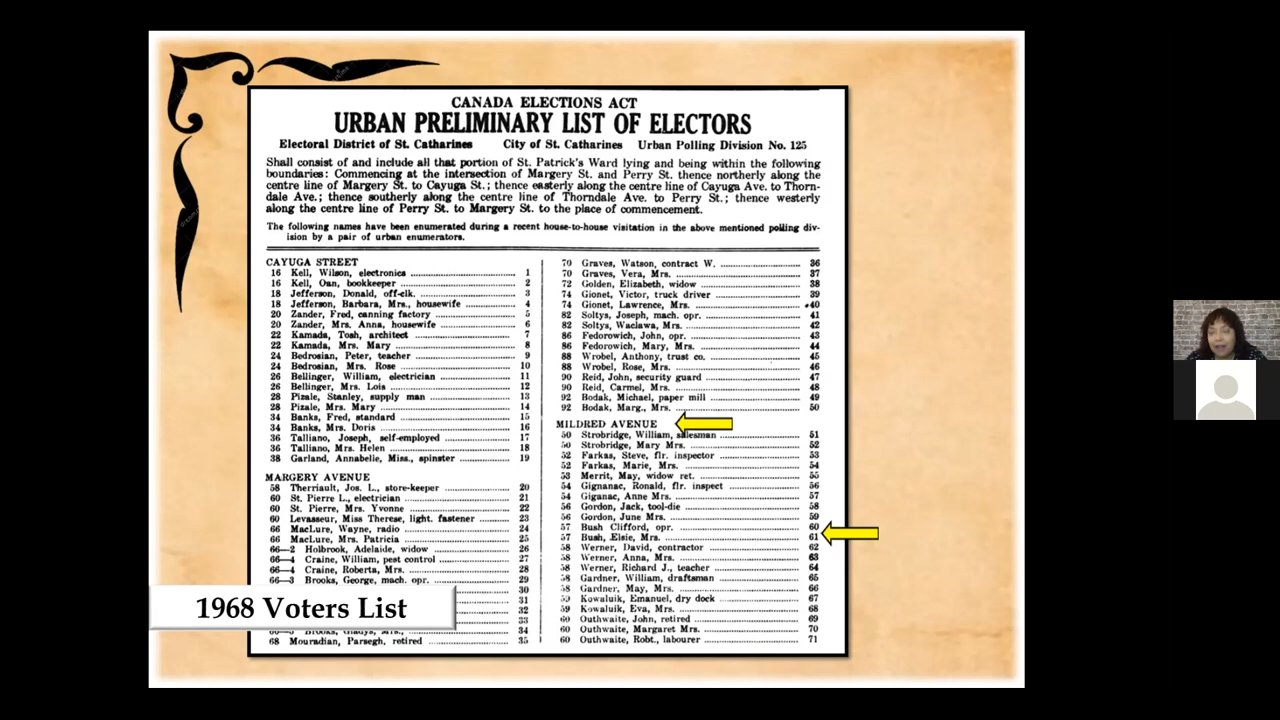 CANADA ELECTIONS ACT
URBAN PRELIMINARY LIST OF ELECTORS
Electoral District of St. Catharines City of St. Catharines Urban Polling Division No. 125
Shall consist of and include all that portion of St. Patrick's Ward lying and being within the following
boundaries: Commencing at the intersection of Margery St. and Perry St. thence northerly along the
centre line of Margery St. to Cayuga St.; thence easterly along the centre line of Cayuga Ave. to Thorn-
dale Ave.; thence southerly along the centre line of Thorndale Ave. to Perry St.; thence westerly
along the centre line of Perry St. to Margery St. to the place of commencement.
The following names have been enumerated during a recent house-to-house visitation in the above mentioned polling div-
ision by a pair of urban enumerators.
CAYUGA STREET
16 Kell, Wilson, electronics 1
16 Kell, Oan, bookkeeper 2
18 Jefferson, Donald, off-clk. 3
18 Jefferson, Barbara, Mrs., housewife 4
20 Zander, Fred, canning factory 5
20 Zander, Mrs. Anna, housewife 6
22 Kamada, Tosh, architect 7
22 Kamada, Mrs. Mary 8
24 Bedrosian, Peter, teacher 9
24 Bedrosian, Mrs. Rose 10
26 Bellinger, William, electrician 11
26 Bellinger, Mrs. Lois 12
28 Pizale, Stanley, supply man 13
28 Pizale, Mrs. Mary 14
34 Banks, Fred, standard 15
34 Banks, Mrs. Doris 16
36 Talliano, Joseph, self-employed 17
36 Talliano, Mrs. Helen 18
38 Garland, Annabelle, Miss., spinster 19
MARGERY AVENUE
58 Therriault, Jos. L., store-keeper 20
60 St. Pierre L., electrician 21
60 St. Pierre, Mrs. Yvonne 22
60 Levasseur, Miss Therese, light. fastener 23
66 MacLure, Wayne, radio 24
66 MacLure, Mrs. Patricia 25
66—2 Holbrook, Adelaide, widow 26
66—4 Craine, William, pest control 27
66—4 Craine, Roberta, Mrs. 28
66—3 Brooks, George, mach. opr. 29
30
31
32
33
Brooks, Gladys, Mrs., 34
68 Mouradian, Parsegh, retired 35
70 Graves, Watson, contract W. 36
70 Graves, Vera, Mrs. 37
72 Golden, Elizabeth, widow 38
74 Gionet, Victor, truck driver 39
74 Gionet, Lawrence, Mrs. 40
82 Soltys, Joseph, mach. opr. 41
82 Soltys, Waclawa, Mrs. 42
86 Fedorowich, John, opr. 43
86 Fedorowich, Mary, Mrs. 44
88 Wrobel, Anthony, trust co. 45
88 Wrobel, Rose, Mrs. 46
90 Reid, John, security guard 47
90 Reid, Carmel, Mrs. 48
92 Bodak, Michael, paper mill 49
92 Bodak, Marg., Mrs. 50
MILDRED AVENUE
50 Strobridge, William, salesman 51
50 Strobridge, Mary Mrs. 52
52 Farkas, Steve, flr. inspector 53
52 Farkas, Marie, Mrs. 54
53 Merrit, May, widow ret. 55
54 Gignanac, Ronald, flr. inspect 56
54 Giganac, Anne Mrs. 57
56 Gordon, Jack, tool-die 58
56 Gordon, June Mrs. 59
57 Bush Clifford, opr. 60
57 Bush, Elsie, Mrs. 61
58 Werner, David, contractor 62
58 Werner, Anna, Mrs. 63
58 Werner, Richard J., teacher 64
58 Gardner, William, draftsman 65
58 Gardner, May, Mrs. 66
59 Kowaluik, Emanuel, dry dock 67
59 Kowaluik, Eva, Mrs. 68
60 Outhwaite, John, retired 69
60 Outhwaite, Margaret Mrs. 70
60 Outhwaite, Robt., labourer 71
1968 Voters List